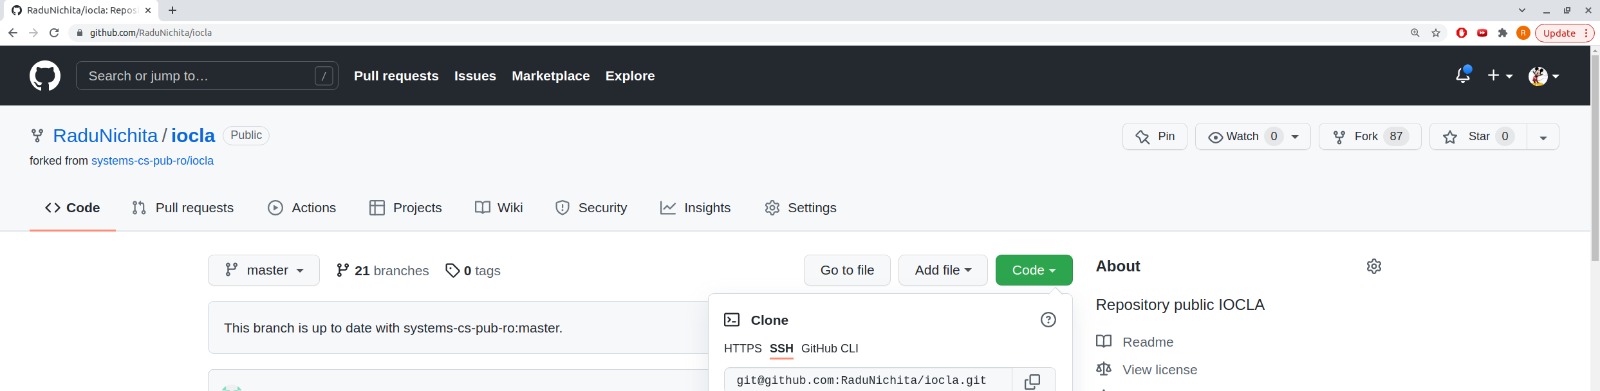 RaduNichita/iocla: Repos
github.com/RaduNichita/iocla
R
Update
Search or jump to…
/
Pull requests Issues Marketplace Explore
RaduNichita / iocla Public
Pin Watch 0 Fork 87 Star 0
forked from systems-cs-pub-ro/iocla
Code Pull requests Actions Projects Wiki Security Insights Settings
master 21 branches 0 tags Go to file Add file Code About
Repository public IOCLA
This branch is up to date with systems-cs-pub-ro:master.
Clone
HTTPS SSH GitHub CLI
git@github.com:RaduNichita/iocla.git
Readme
View license